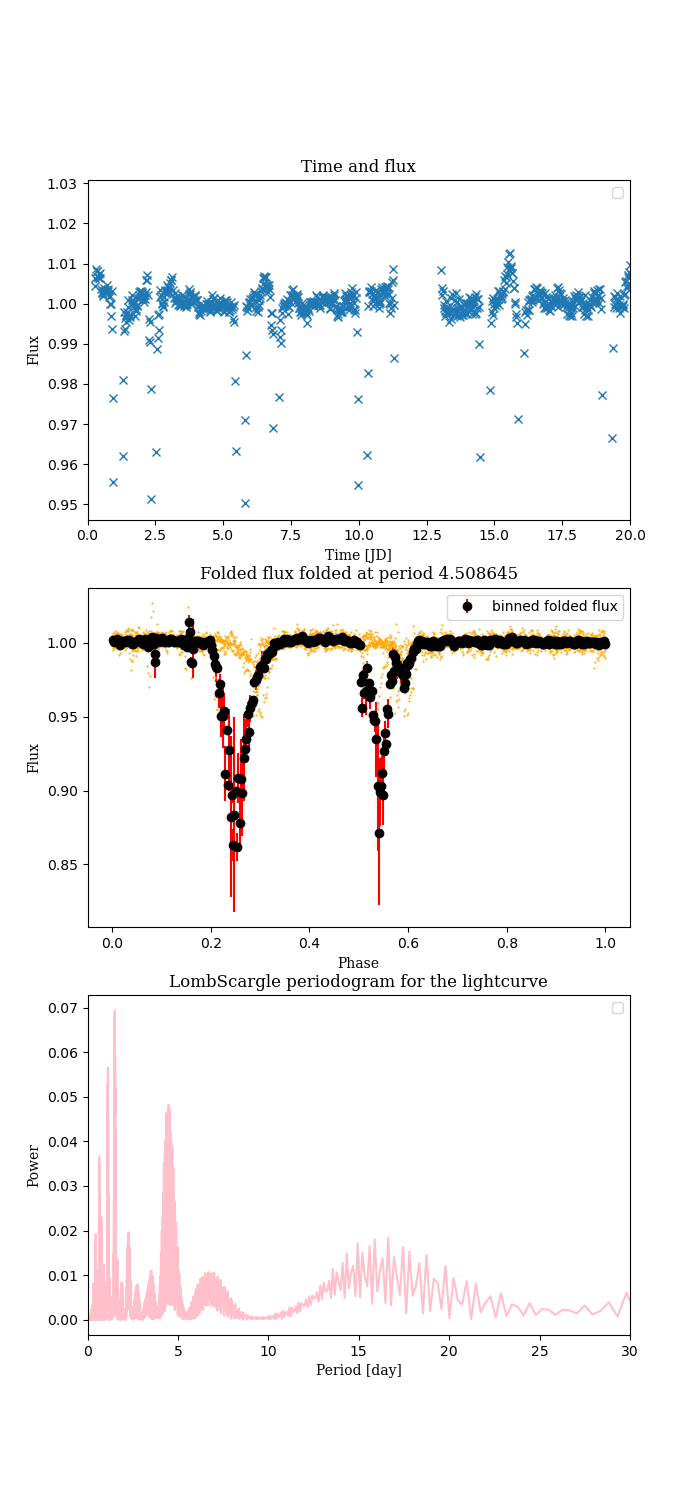 Time and flux
1.03
1.02
1.01
1.00
0.99
0.98
0.97
0.96
0.95
Flux
0.0 2.5 5.0 7.5 10.0 12.5 15.0 17.5 20.0
Time [JD]
Folded flux folded at period 4.508645
binned folded flux
1.00
0.95
0.90
0.85
Flux
0.0 0.2 0.4 0.6 0.8 1.0
Phase
LombScargle periodogram for the lightcurve
0.07
0.06
0.05
0.04
0.03
0.02
0.01
0.00
Power
0 5 10 15 20 25 30
Period [day]